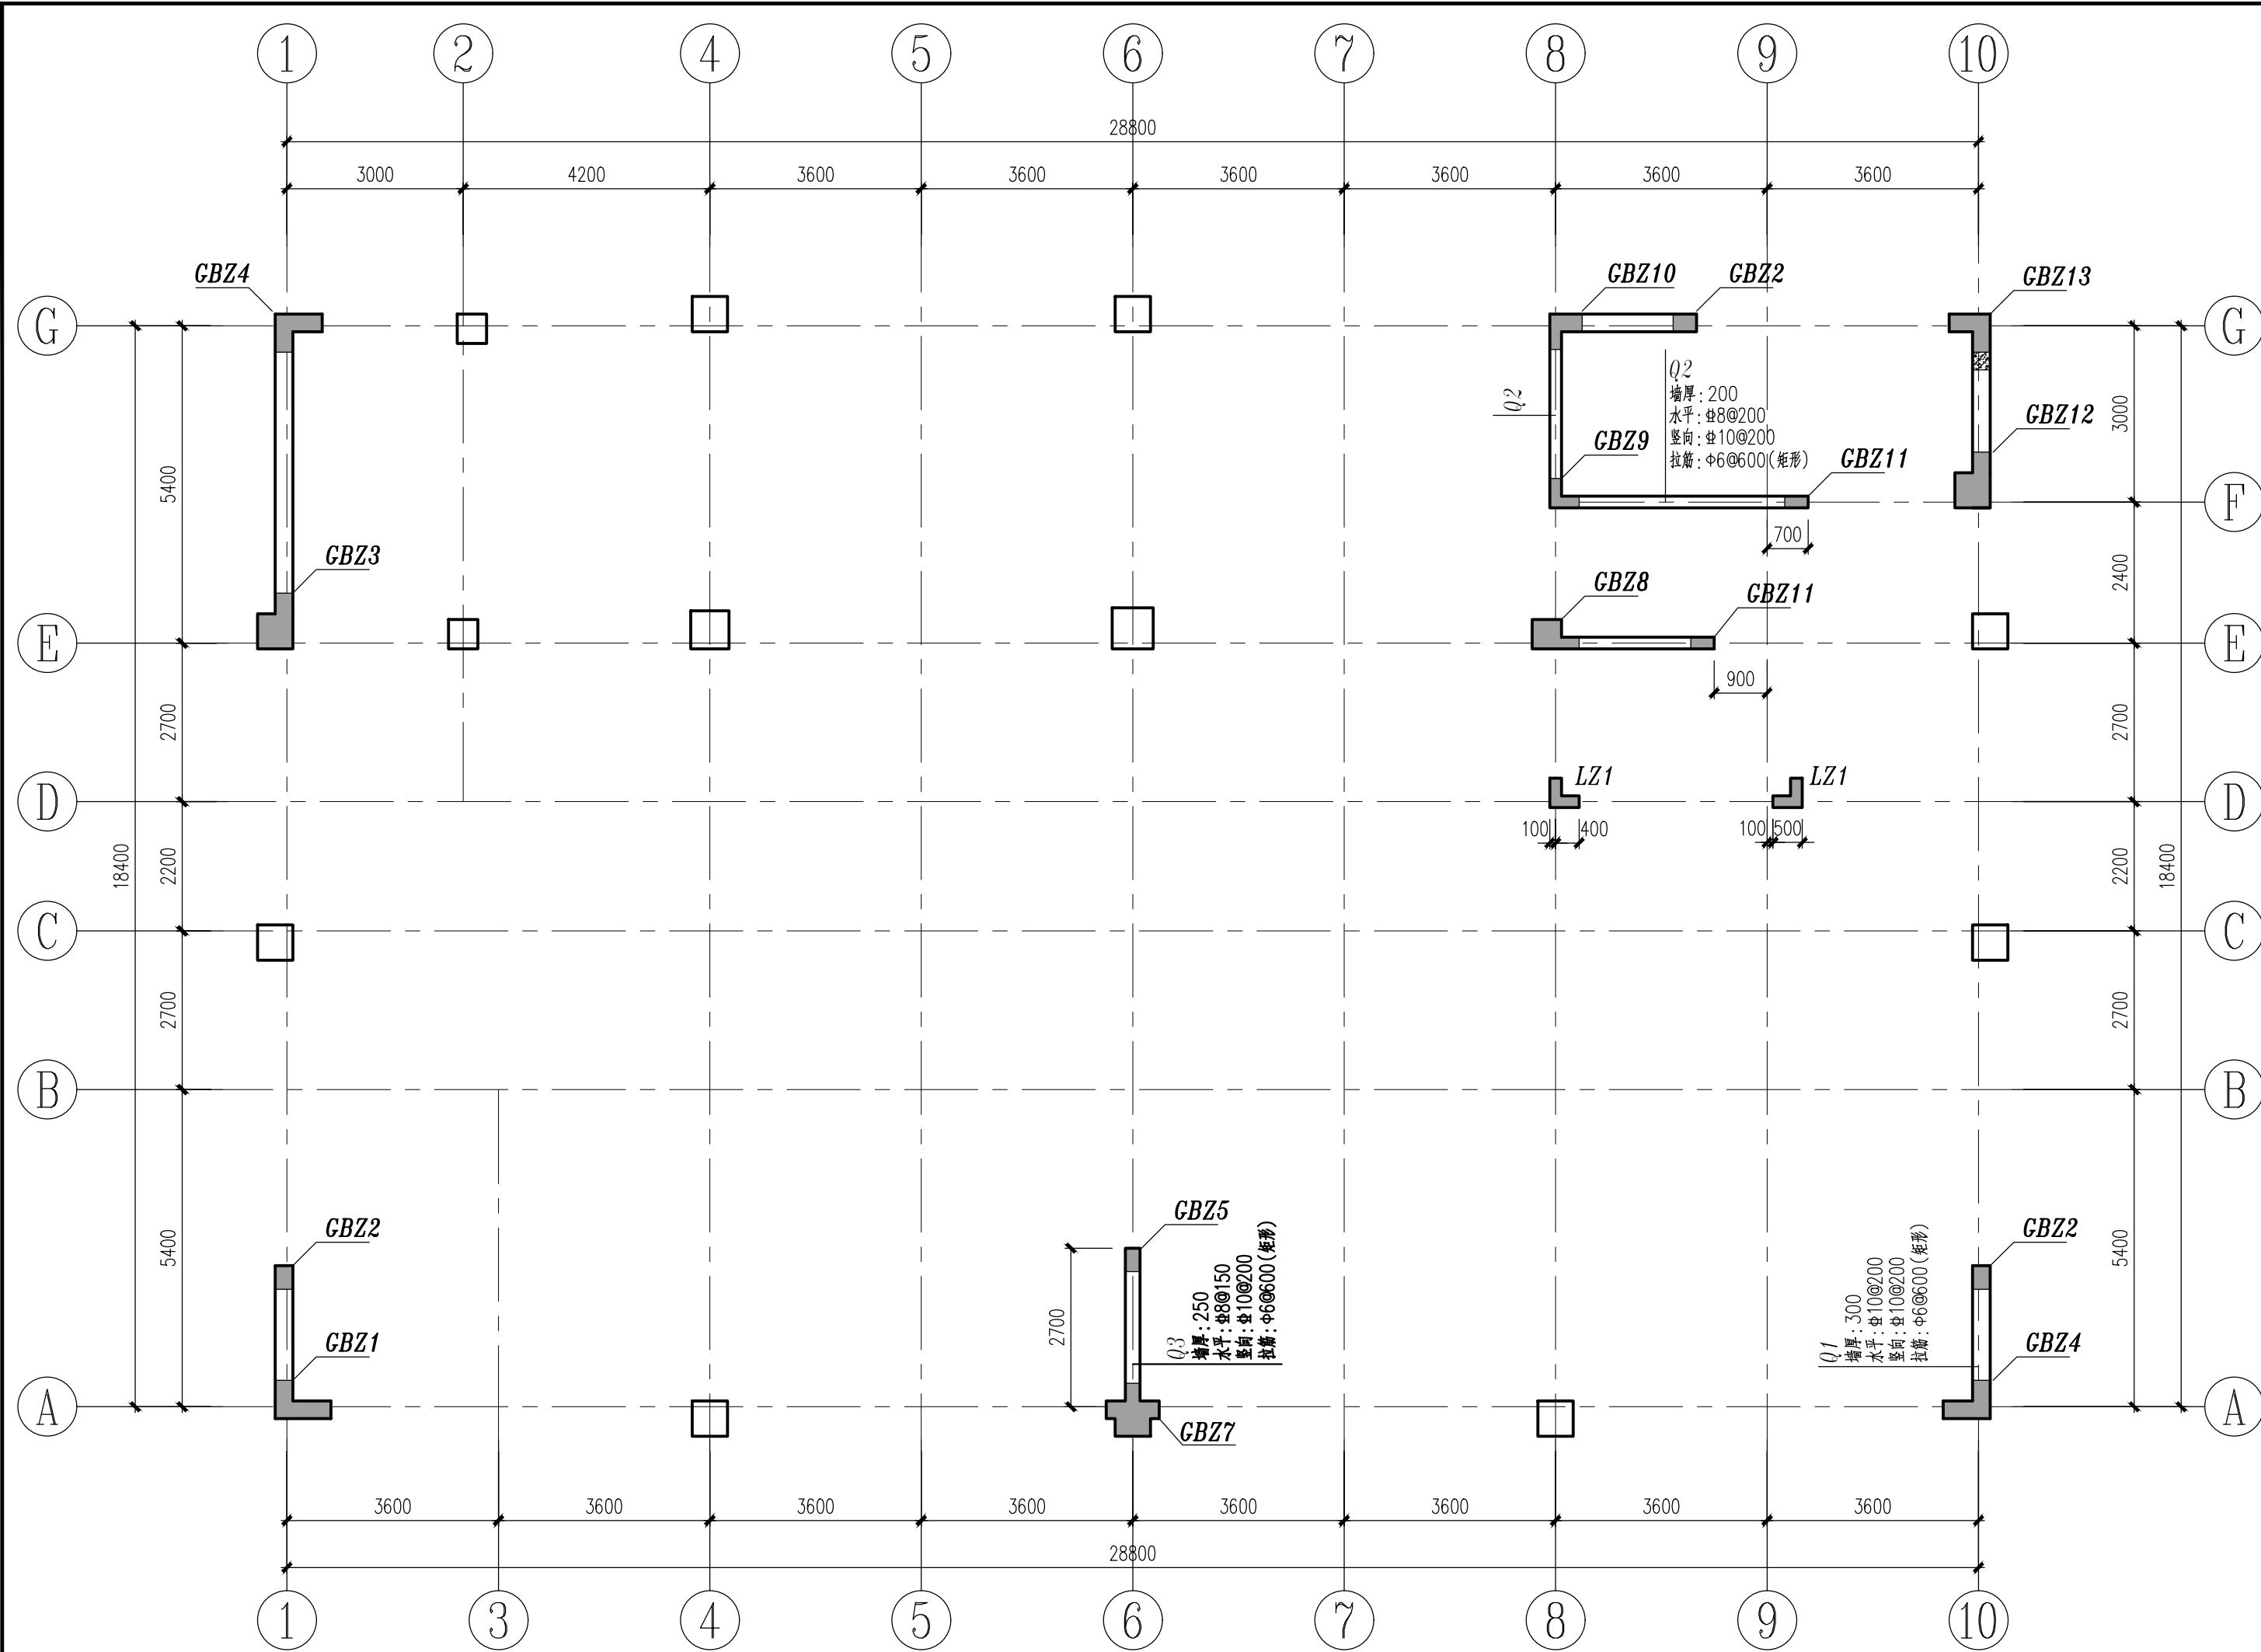 1 2 4 5 6 7 8 9 10
28800
3000 4200 3600 3600 3600 3600 3600 3600
GBZ4 GBZ10 GBZ2 GBZ13
G G
Q2
墙厚:200
水平:⌀8@200
竖向:⌀10@200
拉筋:Φ6@600(矩形)
Q2
GBZ9 GBZ11 GBZ12
5400 3000
F
700
GBZ3 GBZ8 GBZ11
2400
E E
900
2700 2700
LZ1 LZ1
D D
100 400 100 500
18400 2200 2200 18400
C C
2700 2700
B B
GBZ2 GBZ5 GBZ2
5400 2700 5400
Q3
墙厚:250
水平:⌀8@150
竖向:⌀10@200
拉筋:Φ6@600(矩形)
Q1
墙厚:300
水平:⌀10@200
竖向:⌀10@200
拉筋:Φ6@600(矩形)
GBZ1 GBZ4
A A
GBZ7
3600 3600 3600 3600 3600 3600 3600 3600
28800
1 3 4 5 6 7 8 9 10